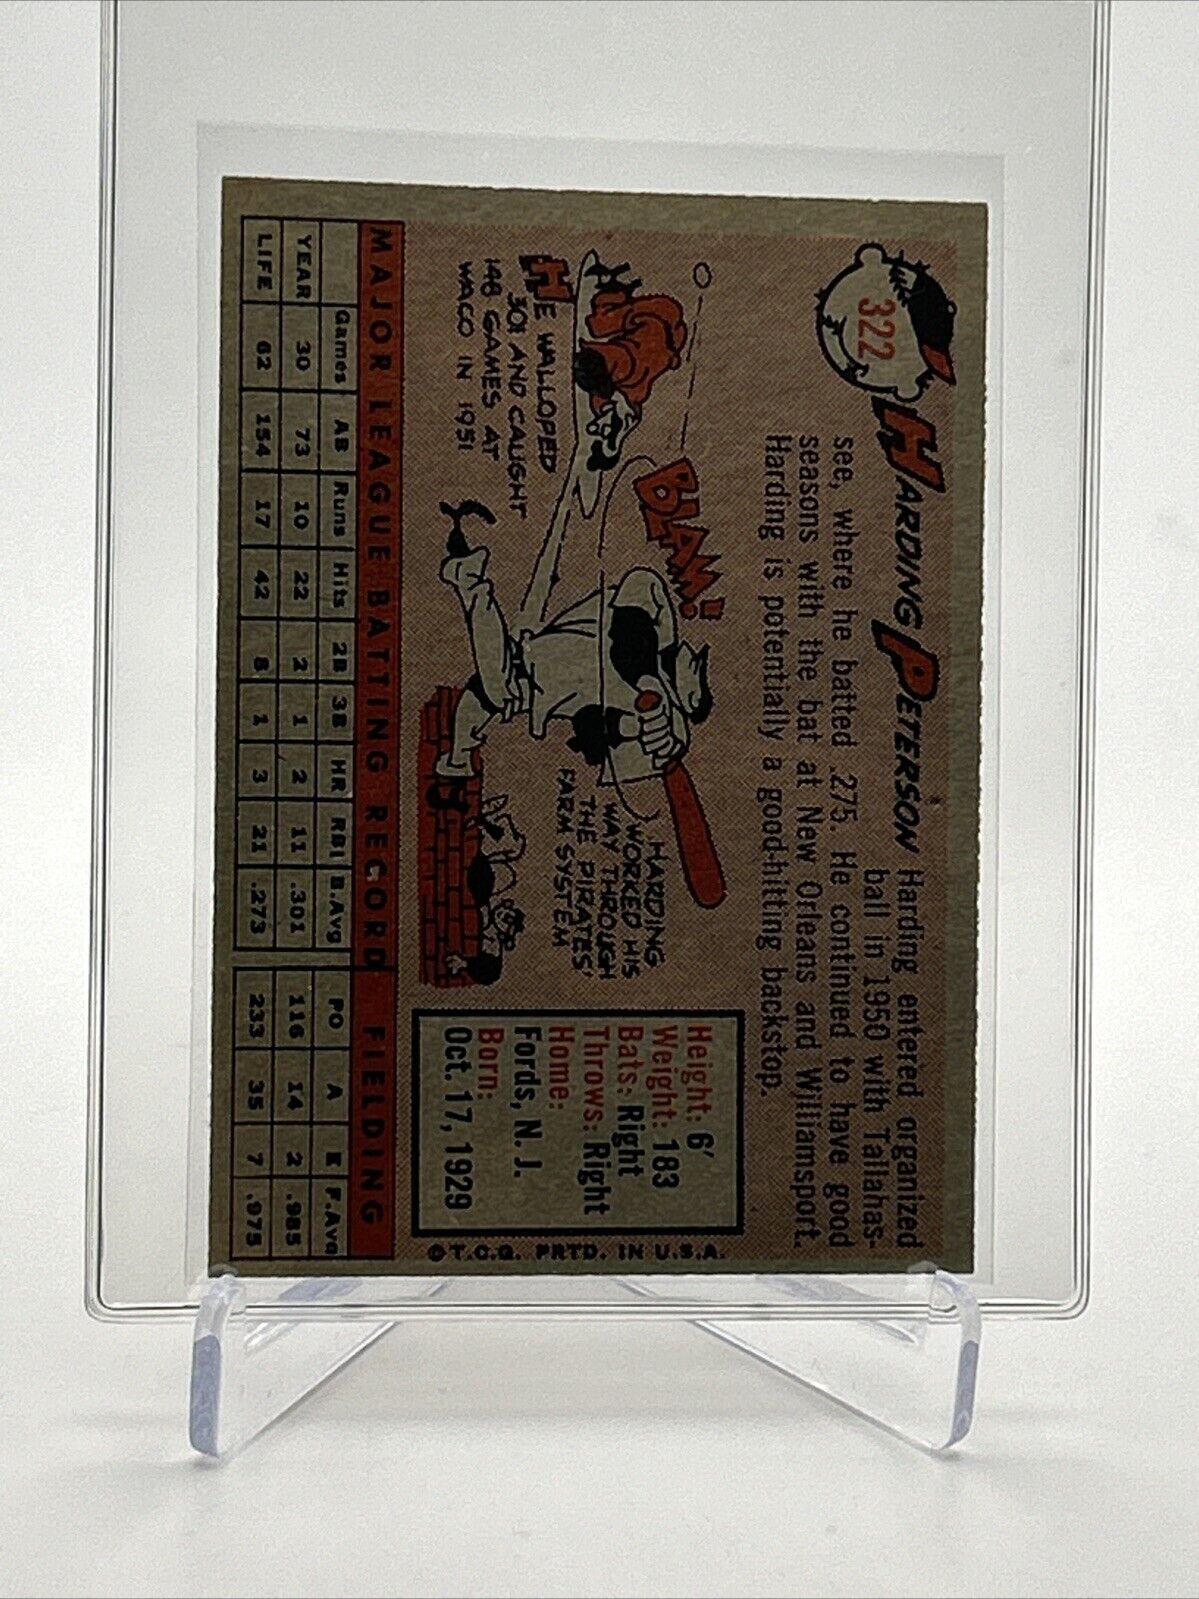 322
HARDING PETERSON Harding entered organized
ball in 1950 with Tallahas-
see, where he batted .275. He continued to have good
seasons with the bat at New Orleans and Williamsport.
Harding is potentially a good-hitting backstop.
HE WALLOPED
.301 AND CAUGHT
146 GAMES AT
WACO IN 1951
BLAM!
HARDING
WORKED HIS
WAY THROUGH
THE PIRATES'
FARM SYSTEM
Height: 6'
Weight: 183
Bats: Right
Throws: Right
Home:
Fords, N. J.
Born:
Oct. 17, 1929
© T.C.G. PRTD. IN U.S.A.
MAJOR LEAGUE BATTING RECORD FIELDING
Games AB Runs Hits 2B 3B HR RBI B.Avg PO A E F.Avg
YEAR 30 73 10 22 2 1 2 11 .301 116 14 2 .985
LIFE 62 154 17 42 8 1 3 21 .273 233 35 7 .975